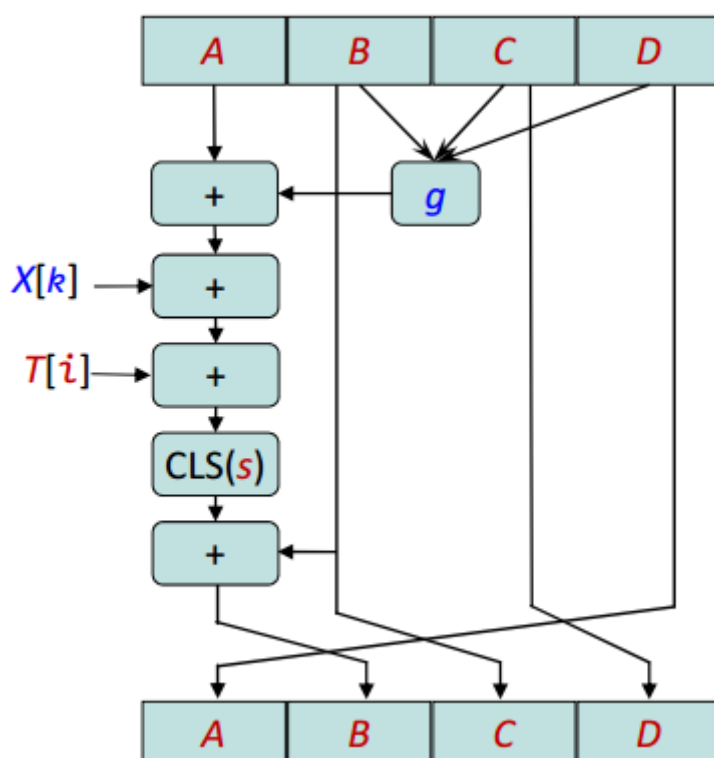 A B C D
+ g
X[k] +
T[i] +
CLS(s)
+
A B C D